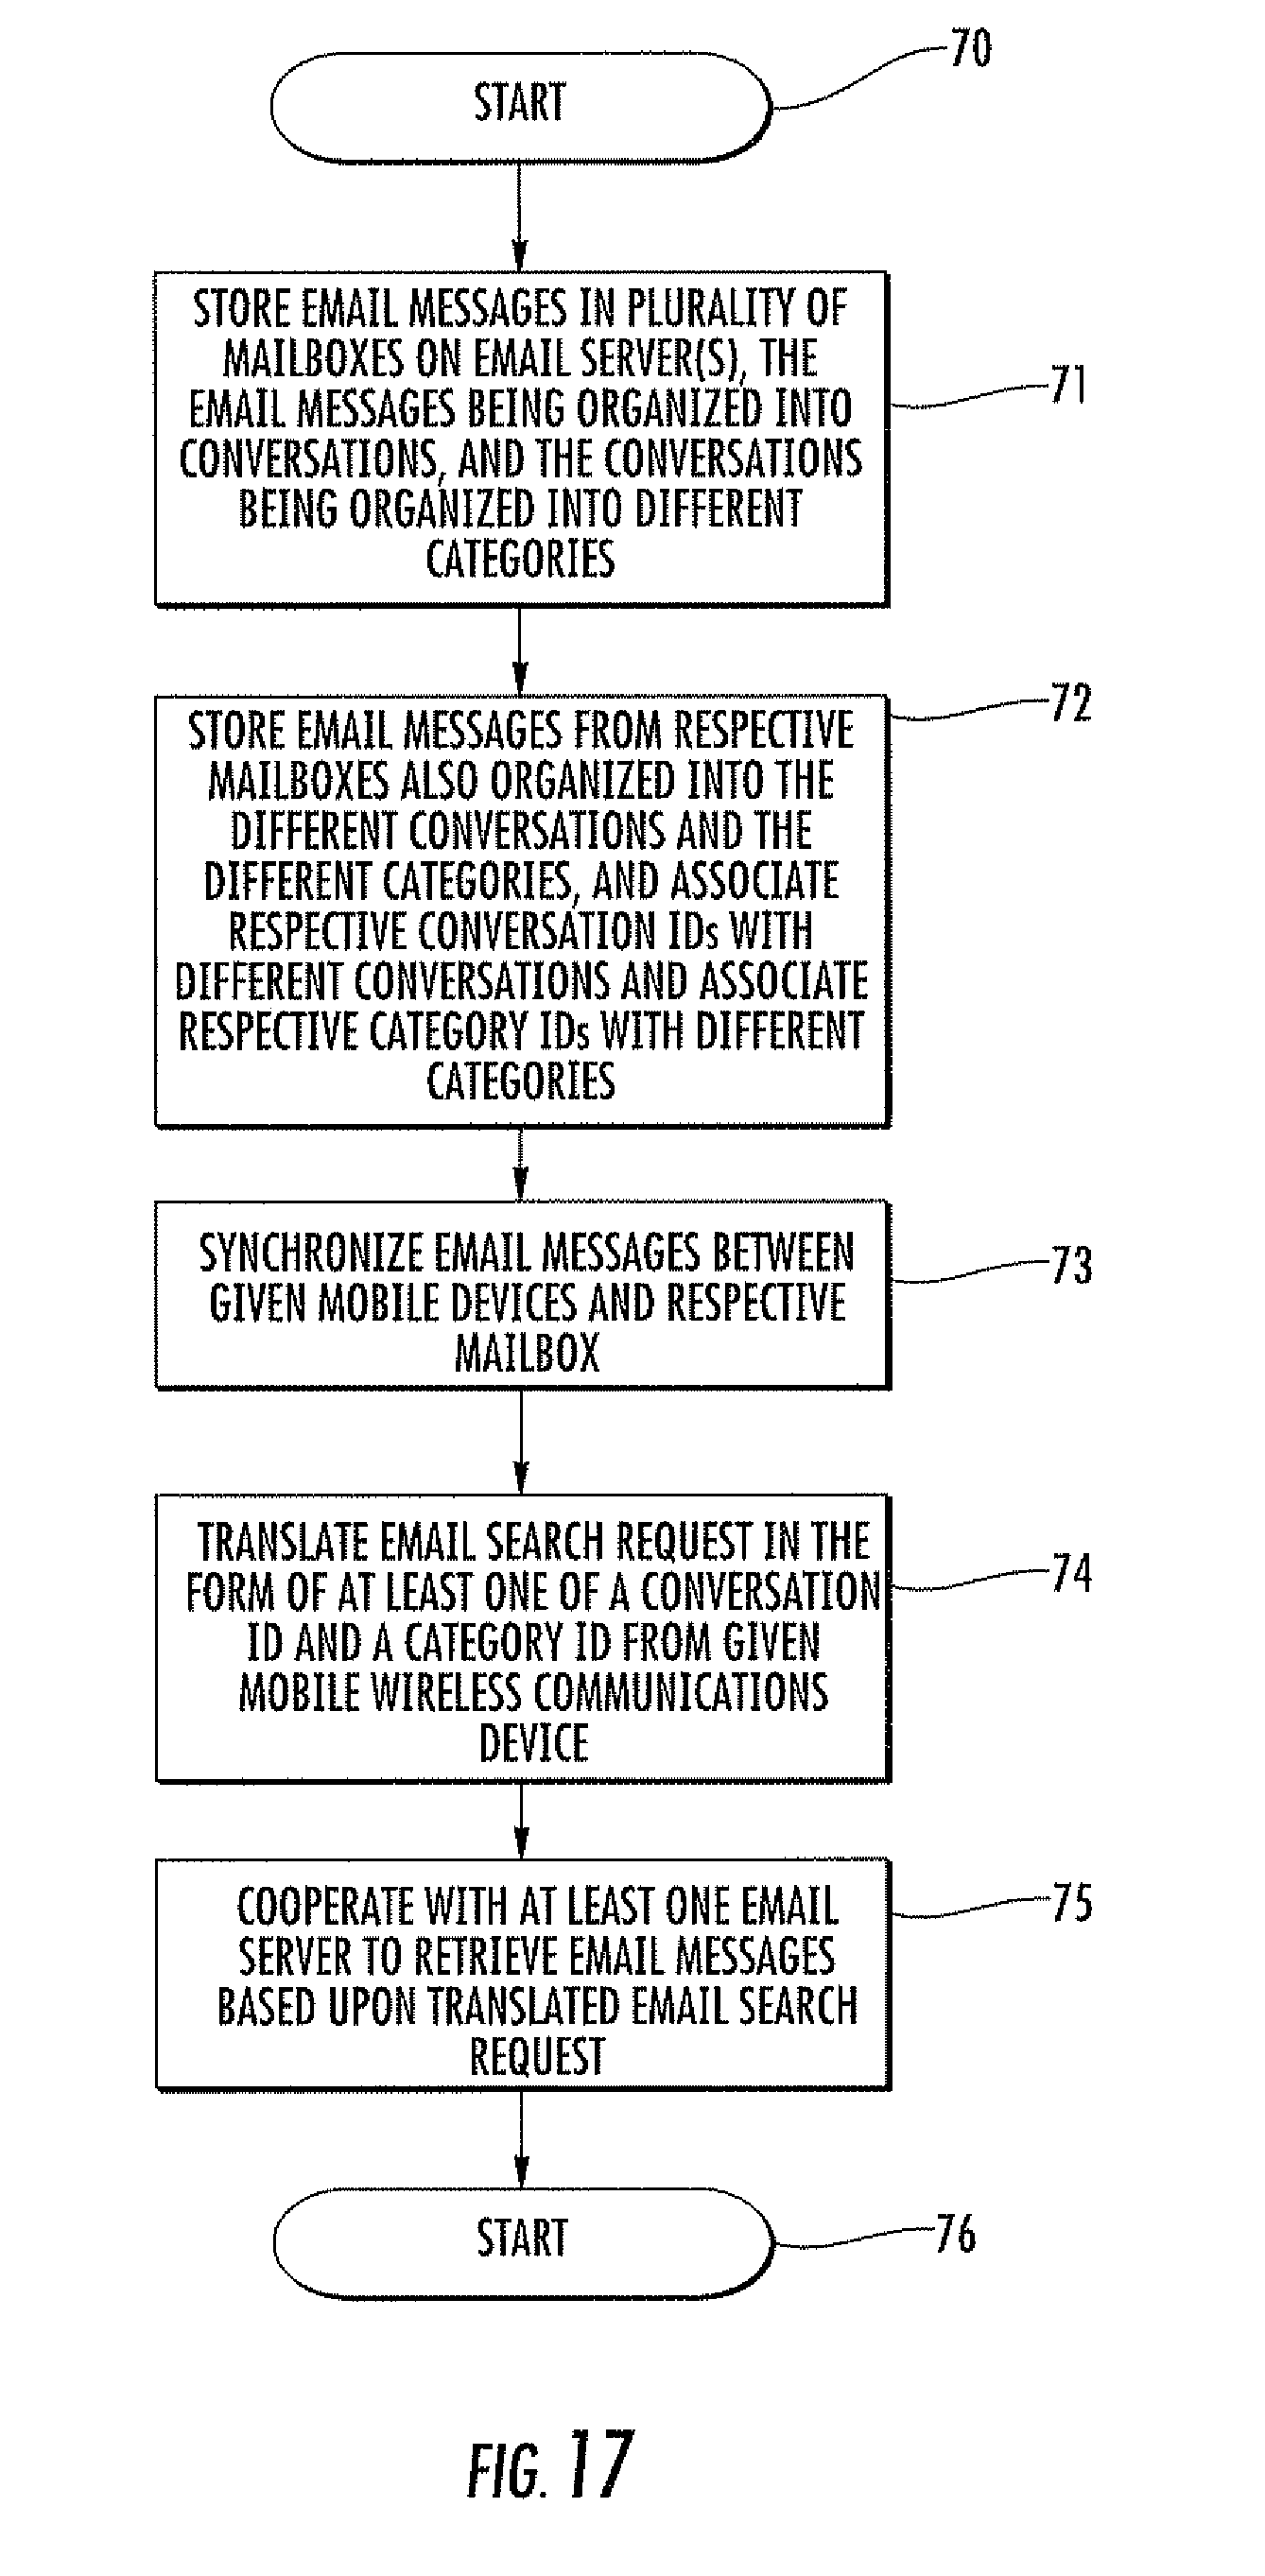 70
START
STORE EMAIL MESSAGES IN PLURALITY OF
MAILBOXES ON EMAIL SERVER(S), THE
EMAIL MESSAGES BEING ORGANIZED INTO
CONVERSATIONS, AND THE CONVERSATIONS
BEING ORGANIZED INTO DIFFERENT
CATEGORIES
71
STORE EMAIL MESSAGES FROM RESPECTIVE
MAILBOXES ALSO ORGANIZED INTO THE
DIFFERENT CONVERSATIONS AND THE
DIFFERENT CATEGORIES, AND ASSOCIATE
RESPECTIVE CONVERSATION IDs WITH
DIFFERENT CONVERSATIONS AND ASSOCIATE
RESPECTIVE CATEGORY IDs WITH DIFFERENT
CATEGORIES
72
SYNCHRONIZE EMAIL MESSAGES BETWEEN
GIVEN MOBILE DEVICES AND RESPECTIVE
MAILBOX
73
TRANSLATE EMAIL SEARCH REQUEST IN THE
FORM OF AT LEAST ONE OF A CONVERSATION
ID AND A CATEGORY ID FROM GIVEN
MOBILE WIRELESS COMMUNICATIONS
DEVICE
74
COOPERATE WITH AT LEAST ONE EMAIL
SERVER TO RETRIEVE EMAIL MESSAGES
BASED UPON TRANSLATED EMAIL SEARCH
REQUEST
75
START
76
FIG. 17